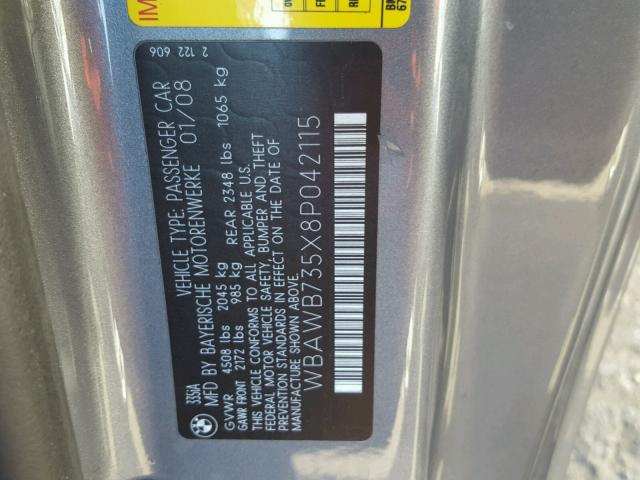 335iA
VEHICLE TYPE: PASSENGER CAR
MFD BY BAYERISCHE MOTORENWERKE 01/08
GVWR 4508 lbs 2045 kg
GAWR FRONT 2172 lbs 985 kg REAR 2348 lbs 1065 kg
THIS VEHICLE CONFORMS TO ALL APPLICABLE U.S.
FEDERAL MOTOR VEHICLE SAFETY, BUMPER AND THEFT
PREVENTION STANDARDS IN EFFECT ON THE DATE OF
MANUFACTURE SHOWN ABOVE.
WBAWB735X8P042115
2 122 606
IM